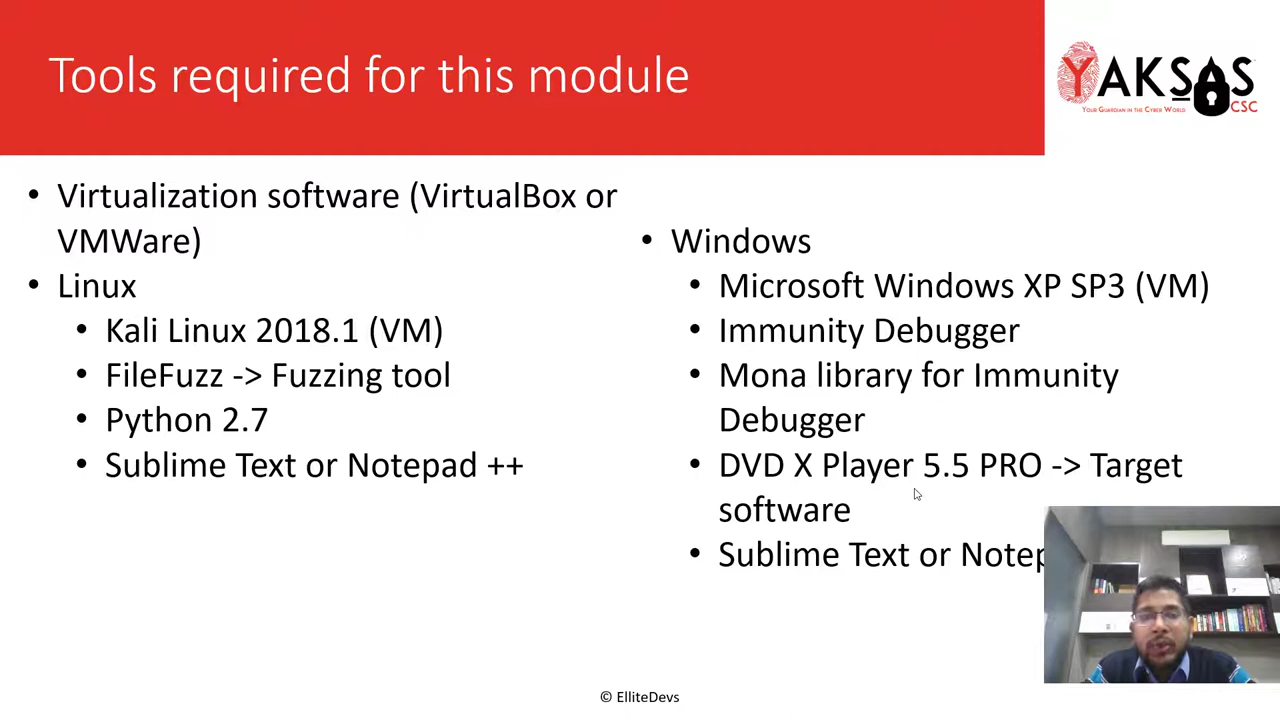 Tools required for this module
YAKSAS
CSC
YOUR GUARDIAN IN THE CYBER WORLD
• Virtualization software (VirtualBox or
VMWare)
• Linux
• Kali Linux 2018.1 (VM)
• FileFuzz -> Fuzzing tool
• Python 2.7
• Sublime Text or Notepad ++
• Windows
• Microsoft Windows XP SP3 (VM)
• Immunity Debugger
• Mona library for Immunity
Debugger
• DVD X Player 5.5 PRO -> Target
software
• Sublime Text or
© ElliteDevs